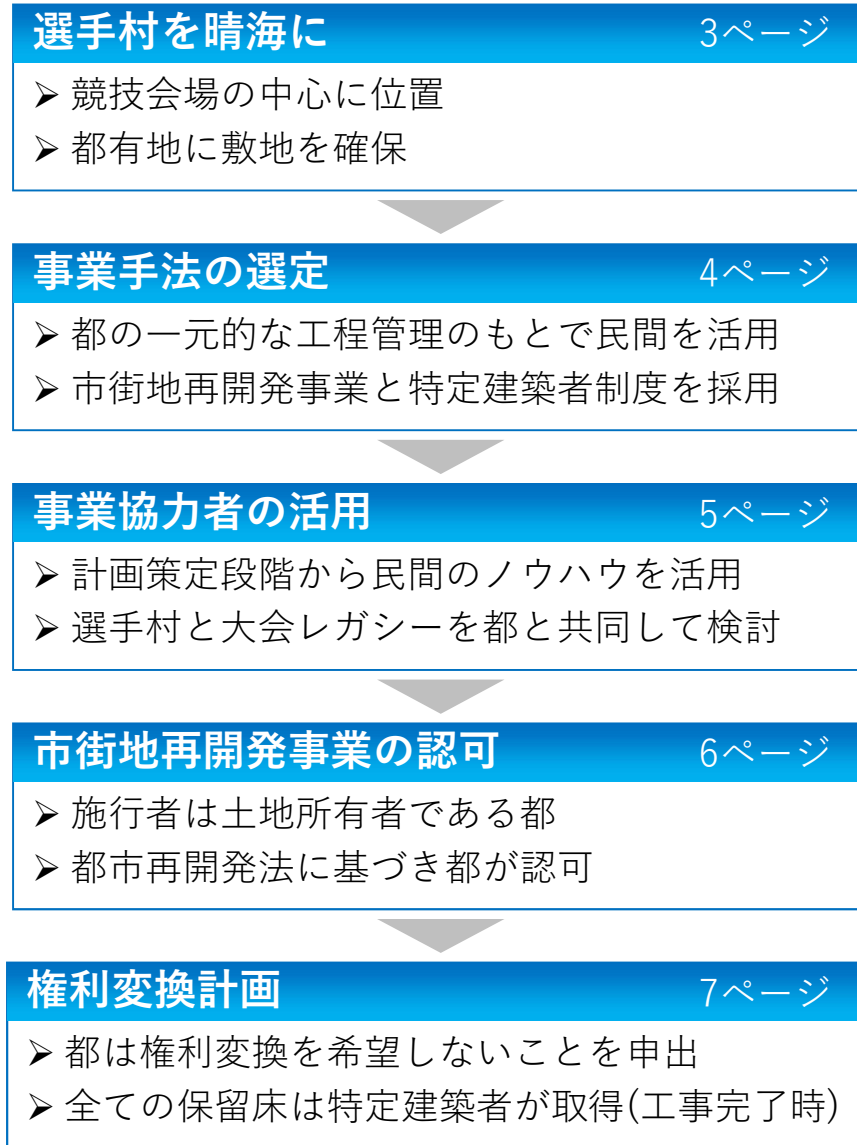 選手村を晴海に 3ページ
➤ 競技会場の中心に位置
➤ 都有地に敷地を確保
事業手法の選定 4ページ
➤ 都の一元的な工程管理のもとで民間を活用
➤ 市街地再開発事業と特定建築者制度を採用
事業協力者の活用 5ページ
➤ 計画策定段階から民間のノウハウを活用
➤ 選手村と大会レガシーを都と共同して検討
市街地再開発事業の認可 6ページ
➤ 施行者は土地所有者である都
➤ 都市再開発法に基づき都が認可
権利変換計画 7ページ
➤ 都は権利変換を希望しないことを申出
➤ 全ての保留床は特定建築者が取得(工事完了時)